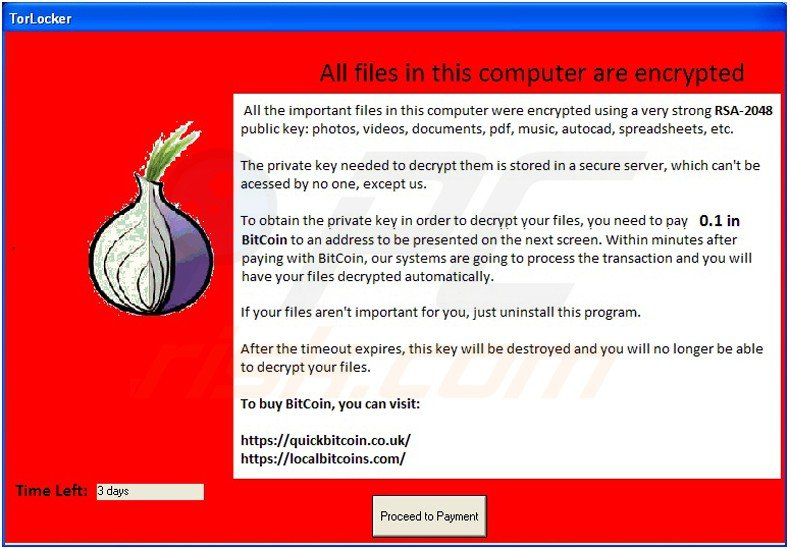 TorLocker
All files in this computer are encrypted
All the important files in this computer were encrypted using a very strong RSA-2048
public key: photos, videos, documents, pdf, music, autocad, spreadsheets, etc.
The private key needed to decrypt them is stored in a secure server, which can't be
acessed by no one, except us.
To obtain the private key in order to decrypt your files, you need to pay 0.1 in
BitCoin to an address to be presented on the next screen. Within minutes after
paying with BitCoin, our systems are going to process the transaction and you will
have your files decrypted automatically.
If your files aren't important for you, just uninstall this program.
After the timeout expires, this key will be destroyed and you will no longer be able
to decrypt your files.
To buy BitCoin, you can visit:
https://quickbitcoin.co.uk/
https://localbitcoins.com/
Time Left: 3 days
Proceed to Payment
PC
risk.com